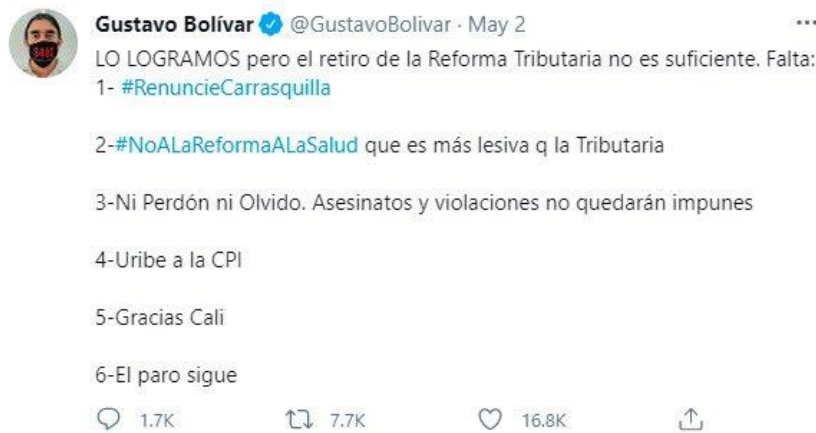 Gustavo Bolívar @GustavoBolivar · May 2
LO LOGRAMOS pero el retiro de la Reforma Tributaria no es suficiente. Falta:
1- #RenuncieCarrasquilla
2-#NoALaReformaALaSalud que es más lesiva q la Tributaria
3-Ni Perdón ni Olvido. Asesinatos y violaciones no quedarán impunes
4-Uribe a la CPI
5-Gracias Cali
6-El paro sigue
1.7K 7.7K 16.8K